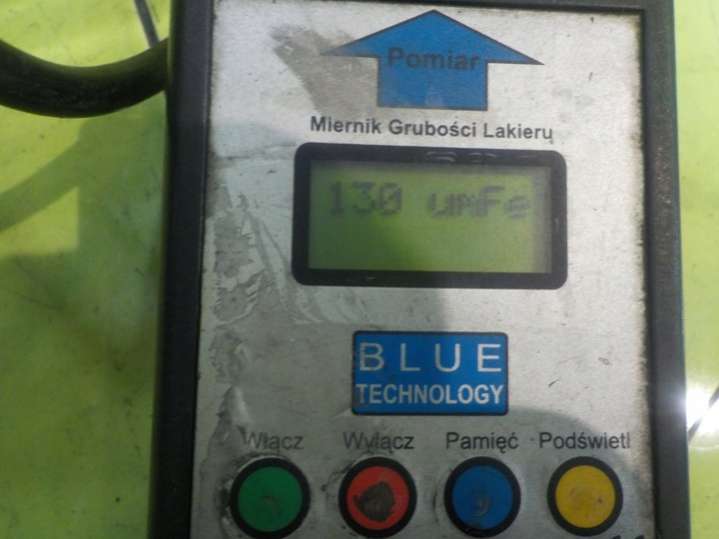 Pomiar
Miernik Grubości Lakieru
130 umFe
BLUE
TECHNOLOGY
Włącz Wyłącz Pamięć Podświetl